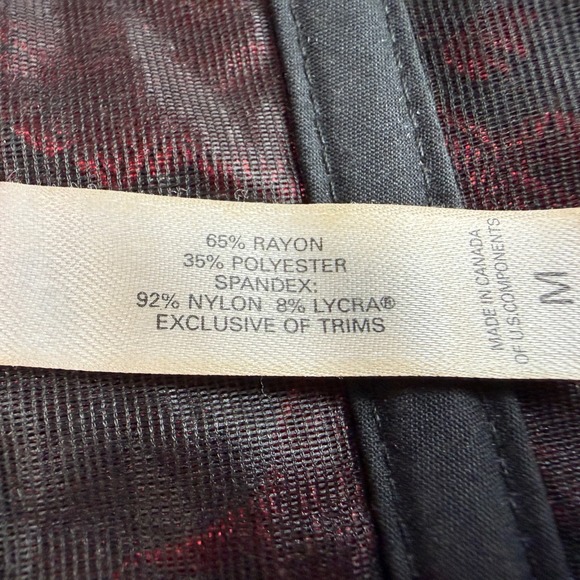 65% RAYON
35% POLYESTER
SPANDEX:
92% NYLON 8% LYCRA®
EXCLUSIVE OF TRIMS
MADE IN CANADA
OF U.S.COMPONENTS
M